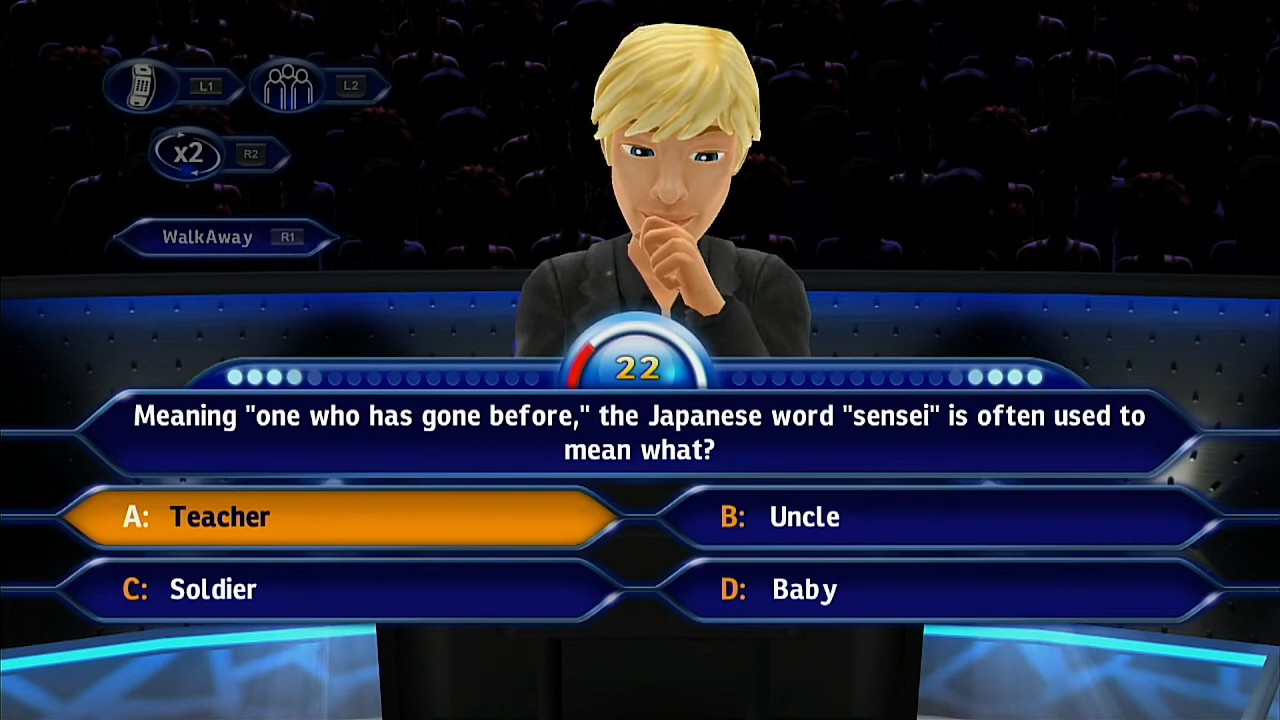 L1
L2
x2
R2
WalkAway R1
22
Meaning "one who has gone before," the Japanese word "sensei" is often used to
mean what?
A: Teacher
B: Uncle
C: Soldier
D: Baby